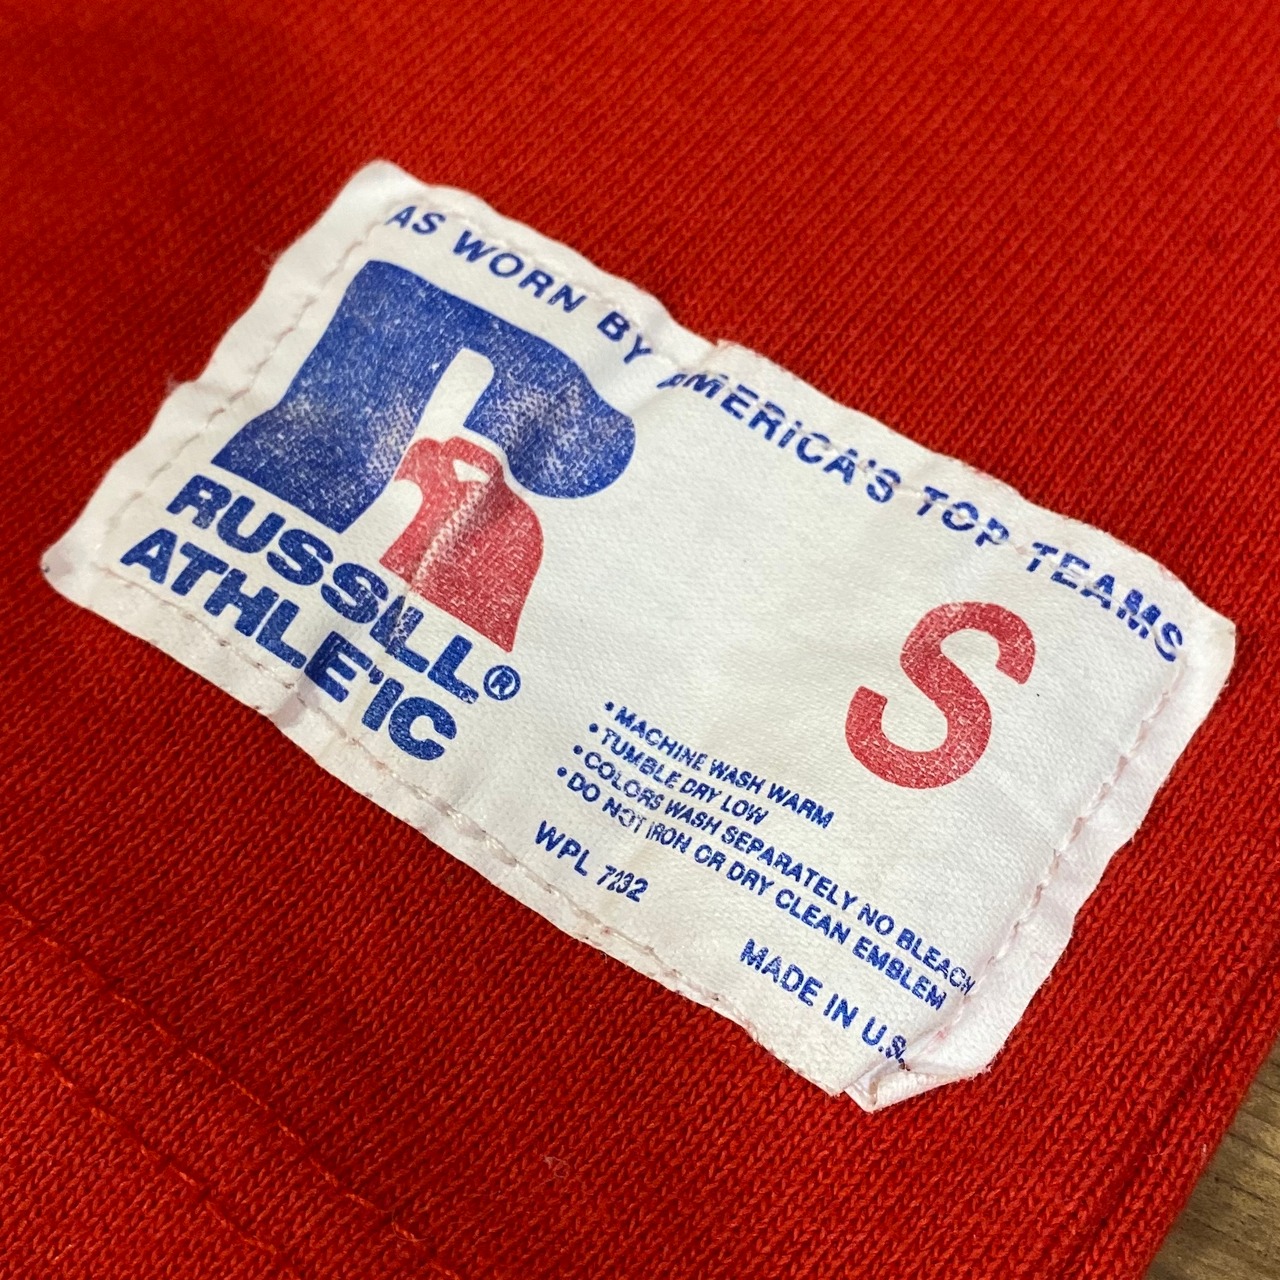 AS WORN BY AMERICA'S TOP TEAMS
RUSSELL®
ATHLETIC
S
• MACHINE WASH WARM
• TUMBLE DRY LOW
• COLORS WASH SEPARATELY NO BLEACH
• DO NOT IRON OR DRY CLEAN EMBLEM
WPL 7232
MADE IN U.S.